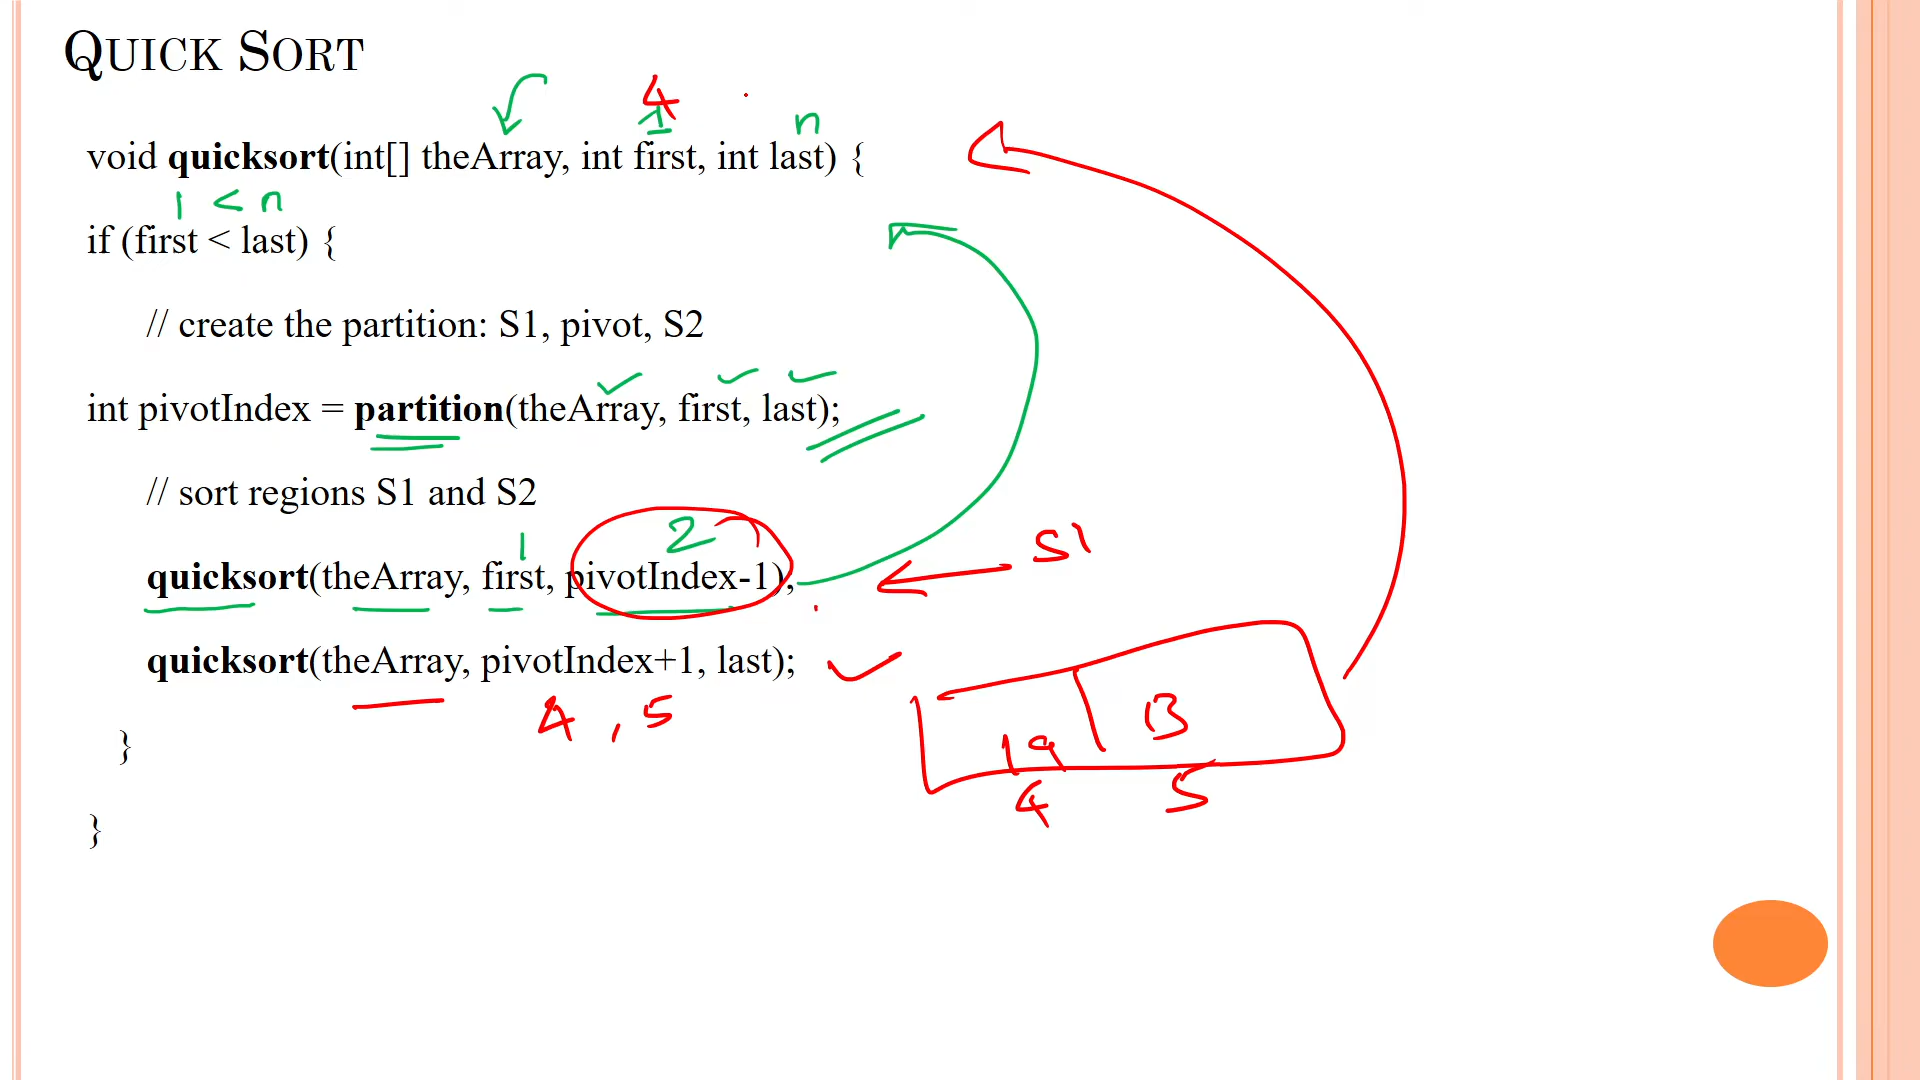 QUICK SORT
4
1 n
void quicksort(int[] theArray, int first, int last) {
1 < n
if (first < last) {
// create the partition: S1, pivot, S2
int pivotIndex = partition(theArray, first, last);
// sort regions S1 and S2
1 2 S1
quicksort(theArray, first, pivotIndex-1);
quicksort(theArray, pivotIndex+1, last);
4 , 5
19 13
}
4 5
}